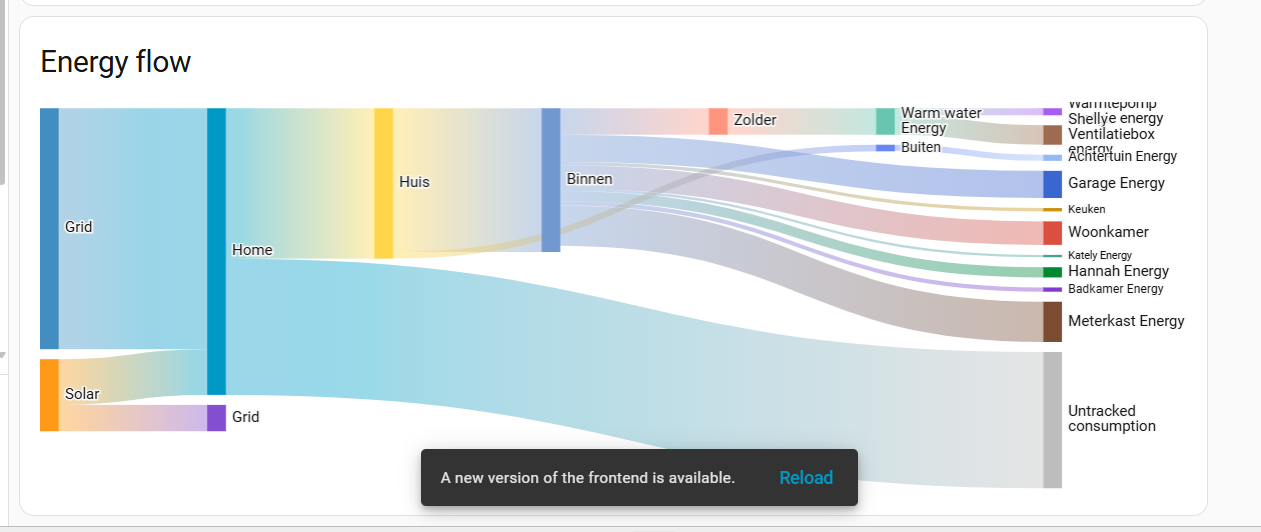 Energy flow
Grid
Solar
Home
Grid
Huis
Binnen
Zolder
Warm water
Energy
Buiten
Warmtepomp
Shellye energy
Ventilatiebox
energy
Achtertuin Energy
Garage Energy
Keuken
Woonkamer
Kately Energy
Hannah Energy
Badkamer Energy
Meterkast Energy
Untracked
consumption
A new version of the frontend is available.
Reload